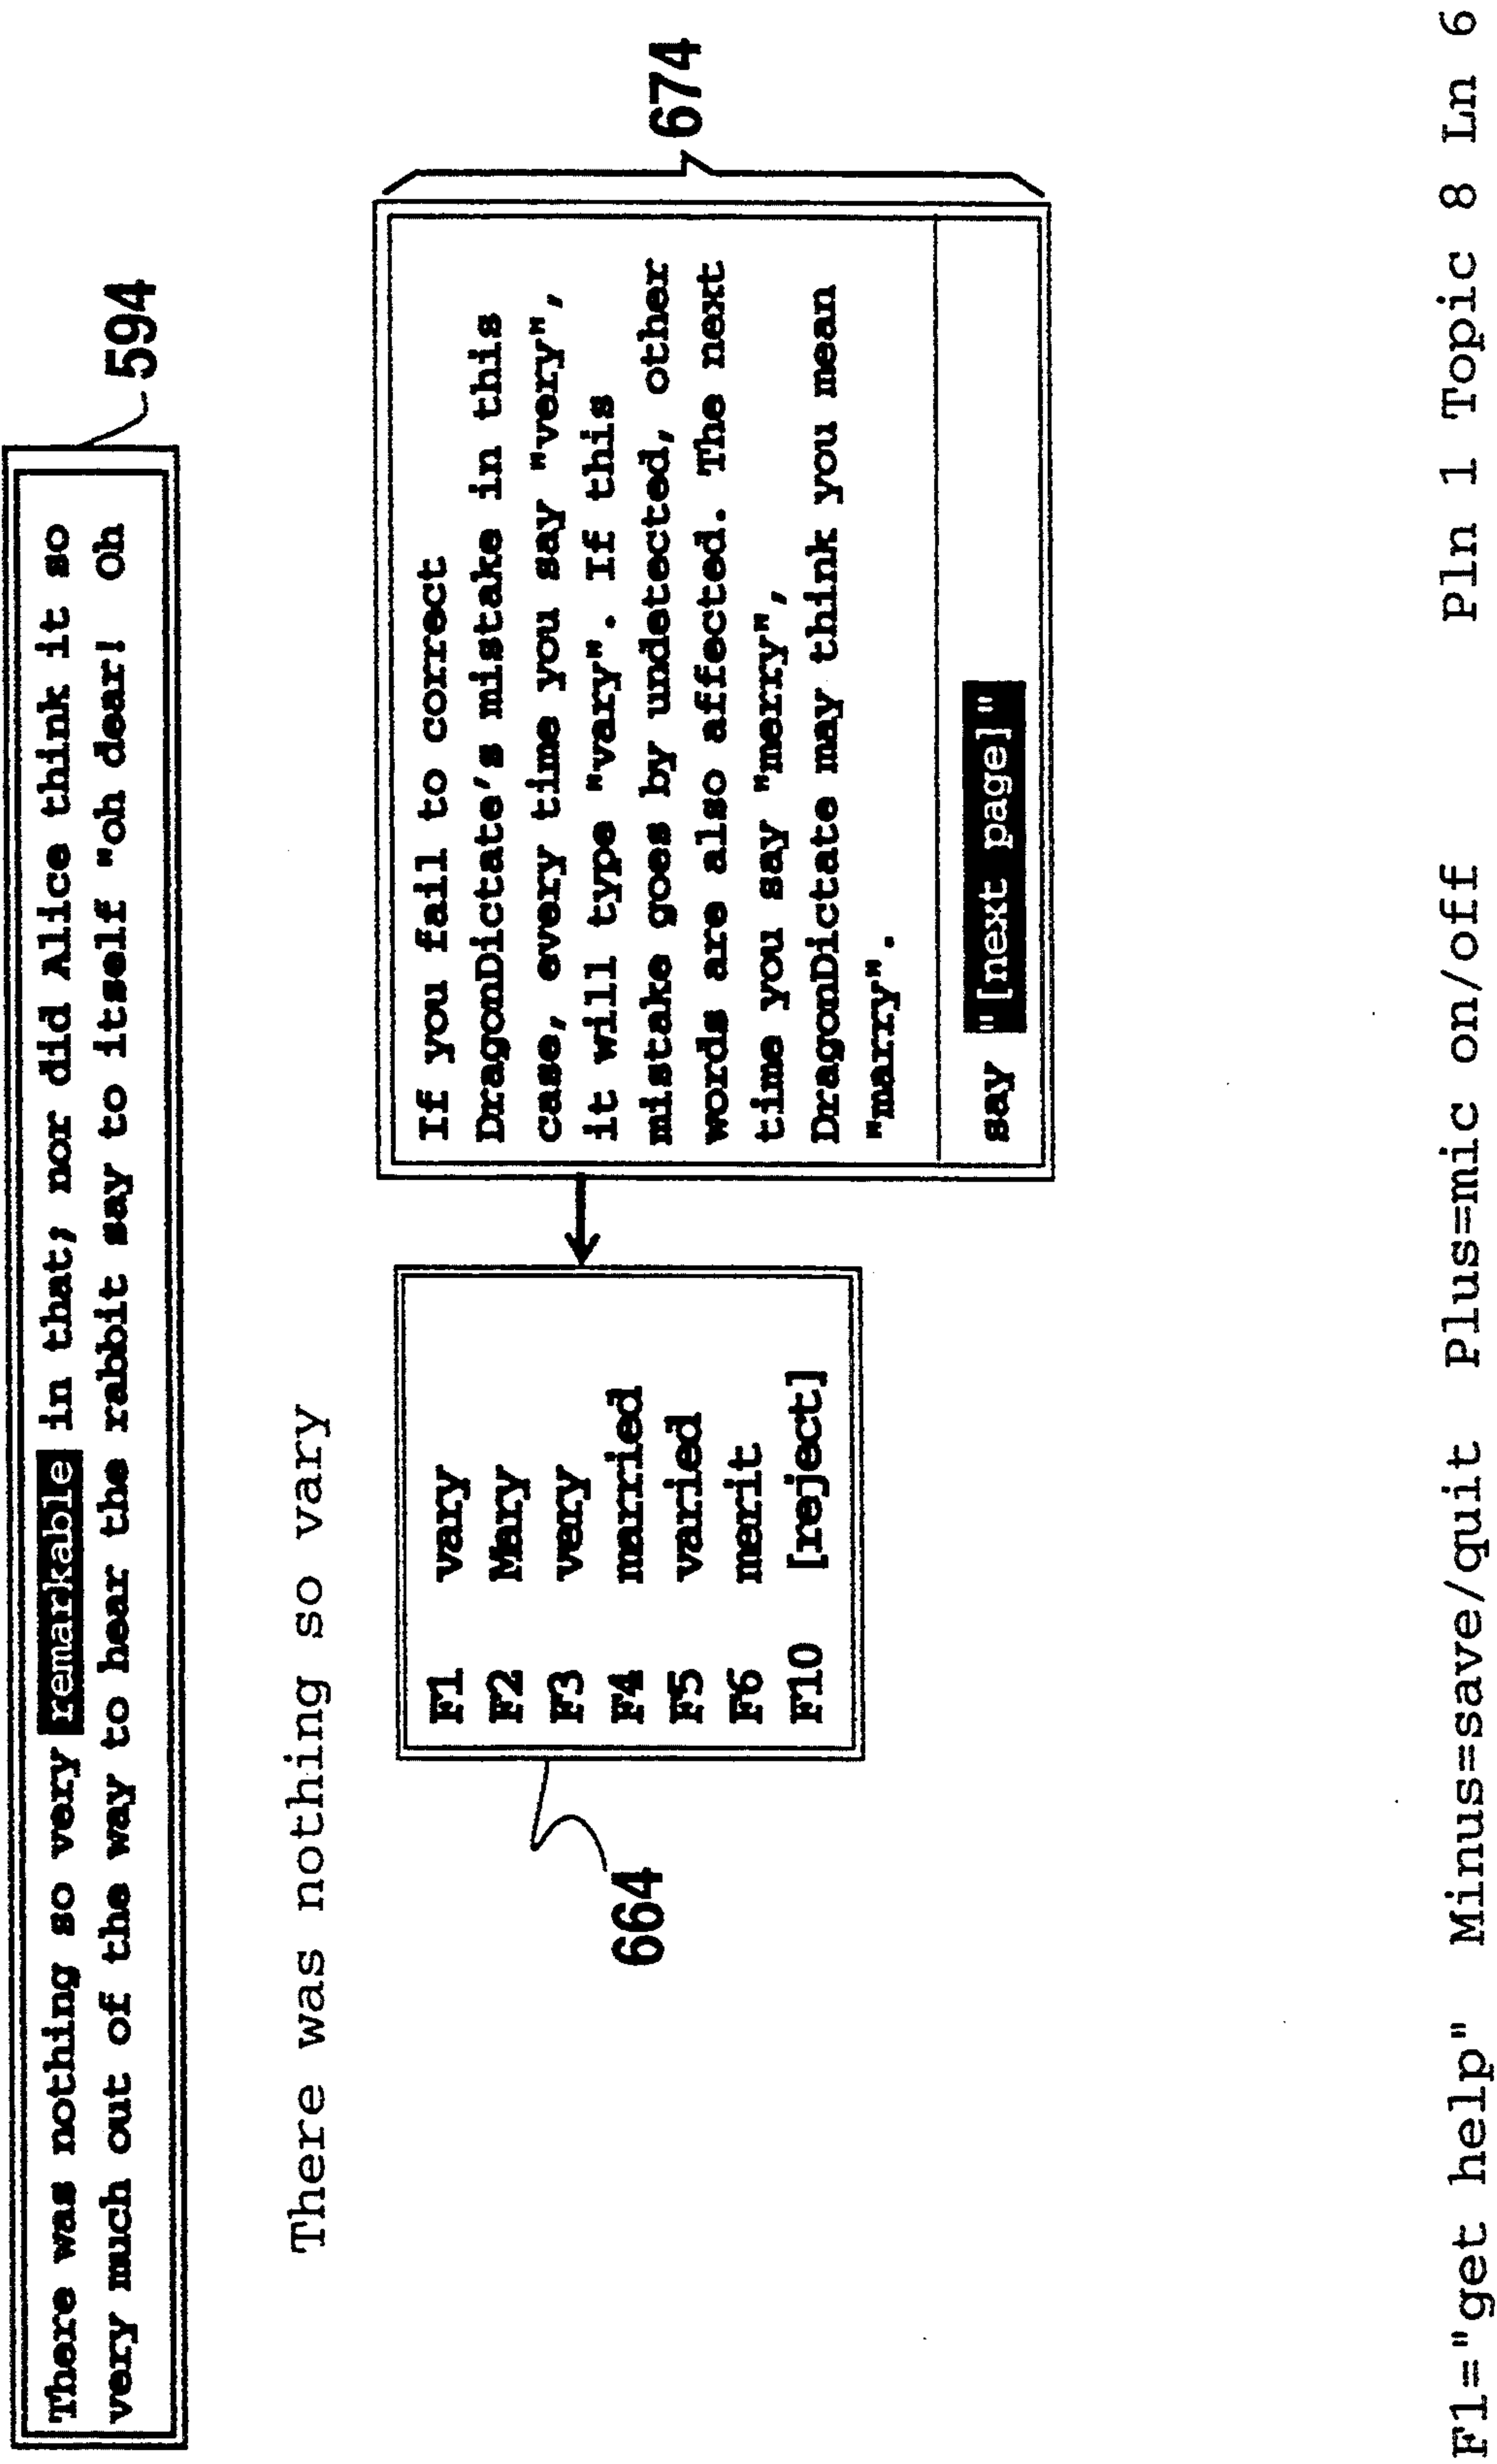 There was nothing so very remarkable in that; nor did Alice think it so
very much out of the way to hear the rabbit say to itself "oh dear! Oh
594
There was nothing so vary
F1 vary
F2 Mary
F3 very
F4 married
F5 varied
F6 merit
F10 [reject]
664
If you fail to correct
DragonDictate's mistake in this
case, every time you say "very",
it will type "vary". If this
mistake goes by undetected, other
words are also affected. The next
time you say "merry",
DragonDictate may think you mean
"marry".
say "[next page]"
674
F1="get help" Minus=save/quit Plus=mic on/off Pln 1 Topic 8 Ln 6